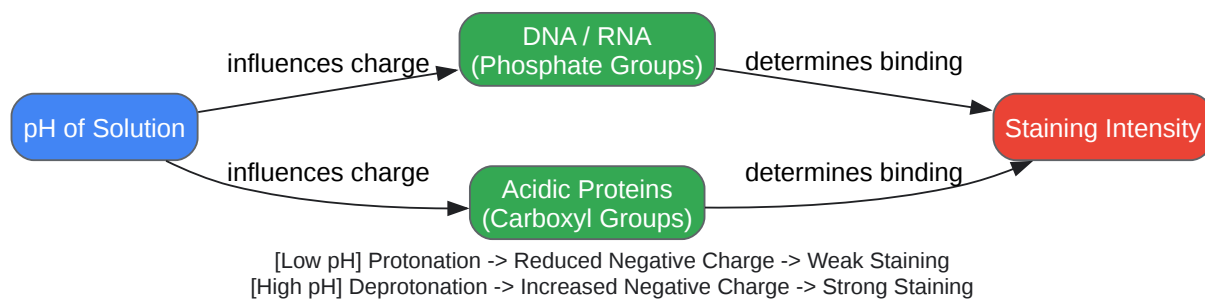 DNA / RNA
(Phosphate Groups)
influences charge
determines binding
pH of Solution
Staining Intensity
influences charge
determines binding
Acidic Proteins
(Carboxyl Groups)
[Low pH] Protonation -> Reduced Negative Charge -> Weak Staining
[High pH] Deprotonation -> Increased Negative Charge -> Strong Staining